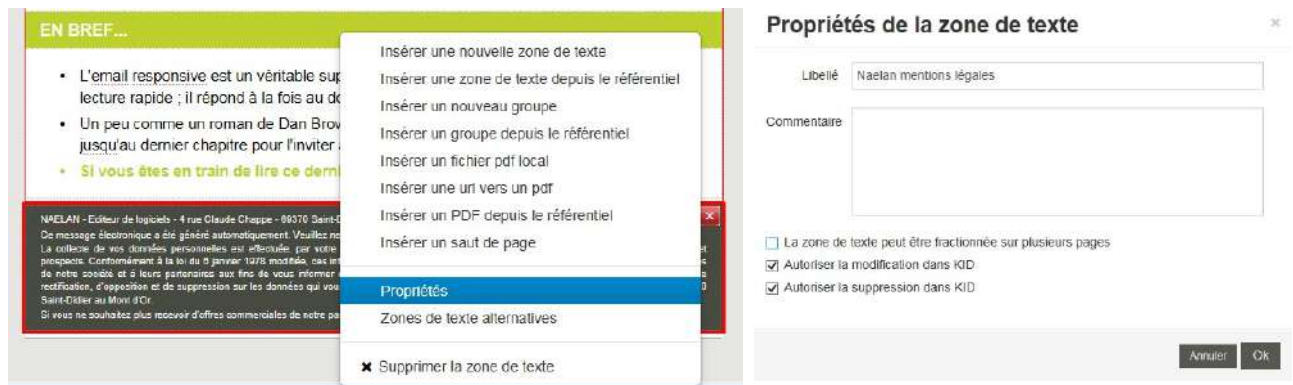 EN BREF...
• L'email responsive est un véritable sup
lecture rapide ; il répond à la fois au do
• Un peu comme un roman de Dan Brow
jusqu'au dernier chapitre pour l'inviter
• Si vous êtes en train de lire ce derni
NAELAN - Editeur de logiciels - 4 rue Claude Chappe - 69370 Saint-D
Ce message électronique a été généré automatiquement. Veuillez ne
La collecte de vos données personnelles est effectuée par votre
prospects. Conformément à la loi du 6 janvier 1978 modifiée, ces int
de notre société et à leurs partenaires aux fins de vous informer
rectification, d'opposition et de suppression sur les données qui vou
Saint-Didier au Mont d'Or.
Si vous ne souhaitez plus recevoir d'offres commerciales de notre pa
Insérer une nouvelle zone de texte
Insérer une zone de texte depuis le référentiel
Insérer un nouveau groupe
Insérer un groupe depuis le référentiel
Insérer un fichier pdf local
Insérer une url vers un pdf
Insérer un PDF depuis le référentiel
Insérer un saut de page
Propriétés
Zones de texte alternatives
✖ Supprimer la zone de texte
Propriétés de la zone de texte
×
Libellé Naelan mentions légales
Commentaire
La zone de texte peut être fractionnée sur plusieurs pages
Autoriser la modification dans KID
Autoriser la suppression dans KID
Annuler Ok